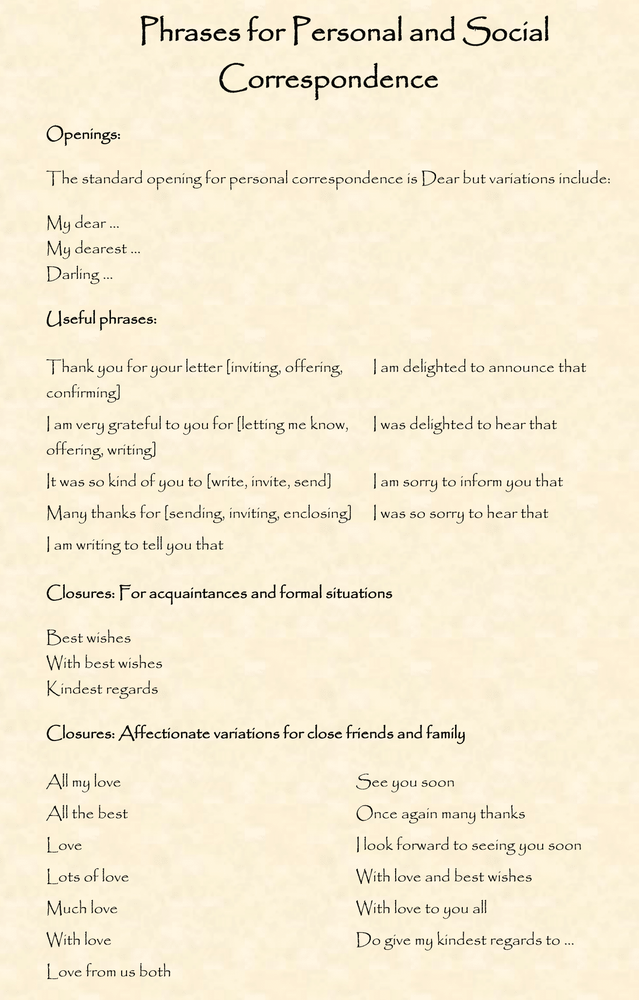 Phrases for Personal and Social
Correspondence
Openings:
The standard opening for personal correspondence is Dear but variations include:
My dear ...
My dearest ...
Darling ...
Useful phrases:
Thank you for your letter [inviting, offering,
confirming]
I am delighted to announce that
I am very grateful to you for [letting me know,
offering, writing]
I was delighted to hear that
It was so kind of you to [write, invite, send]
I am sorry to inform you that
Many thanks for [sending, inviting, enclosing]
I was so sorry to hear that
I am writing to tell you that
Closures: For acquaintances and formal situations
Best wishes
With best wishes
Kindest regards
Closures: Affectionate variations for close friends and family
All my love
See you soon
All the best
Once again many thanks
Love
I look forward to seeing you soon
Lots of love
With love and best wishes
Much love
With love to you all
With love
Do give my kindest regards to ...
Love from us both